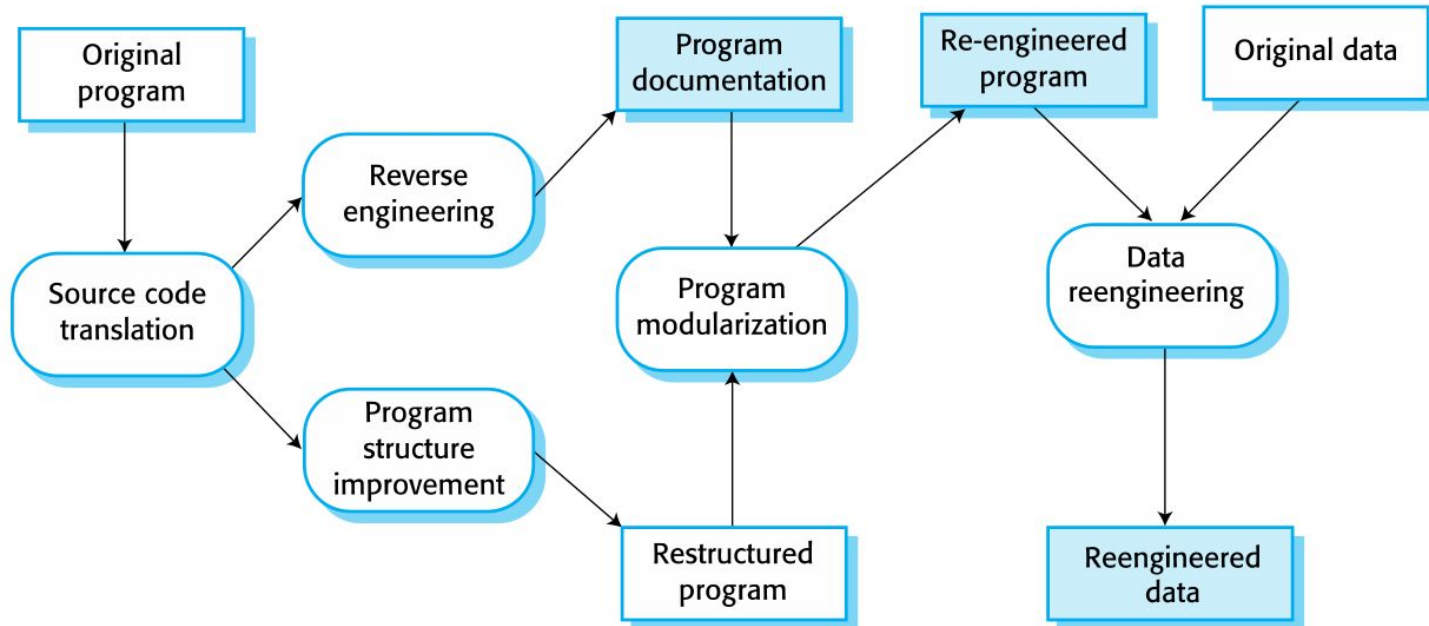 Original
program
Program
documentation
Re-engineered
program
Original data
Reverse
engineering
Source code
translation
Program
modularization
Data
reengineering
Program
structure
improvement
Restructured
program
Reengineered
data